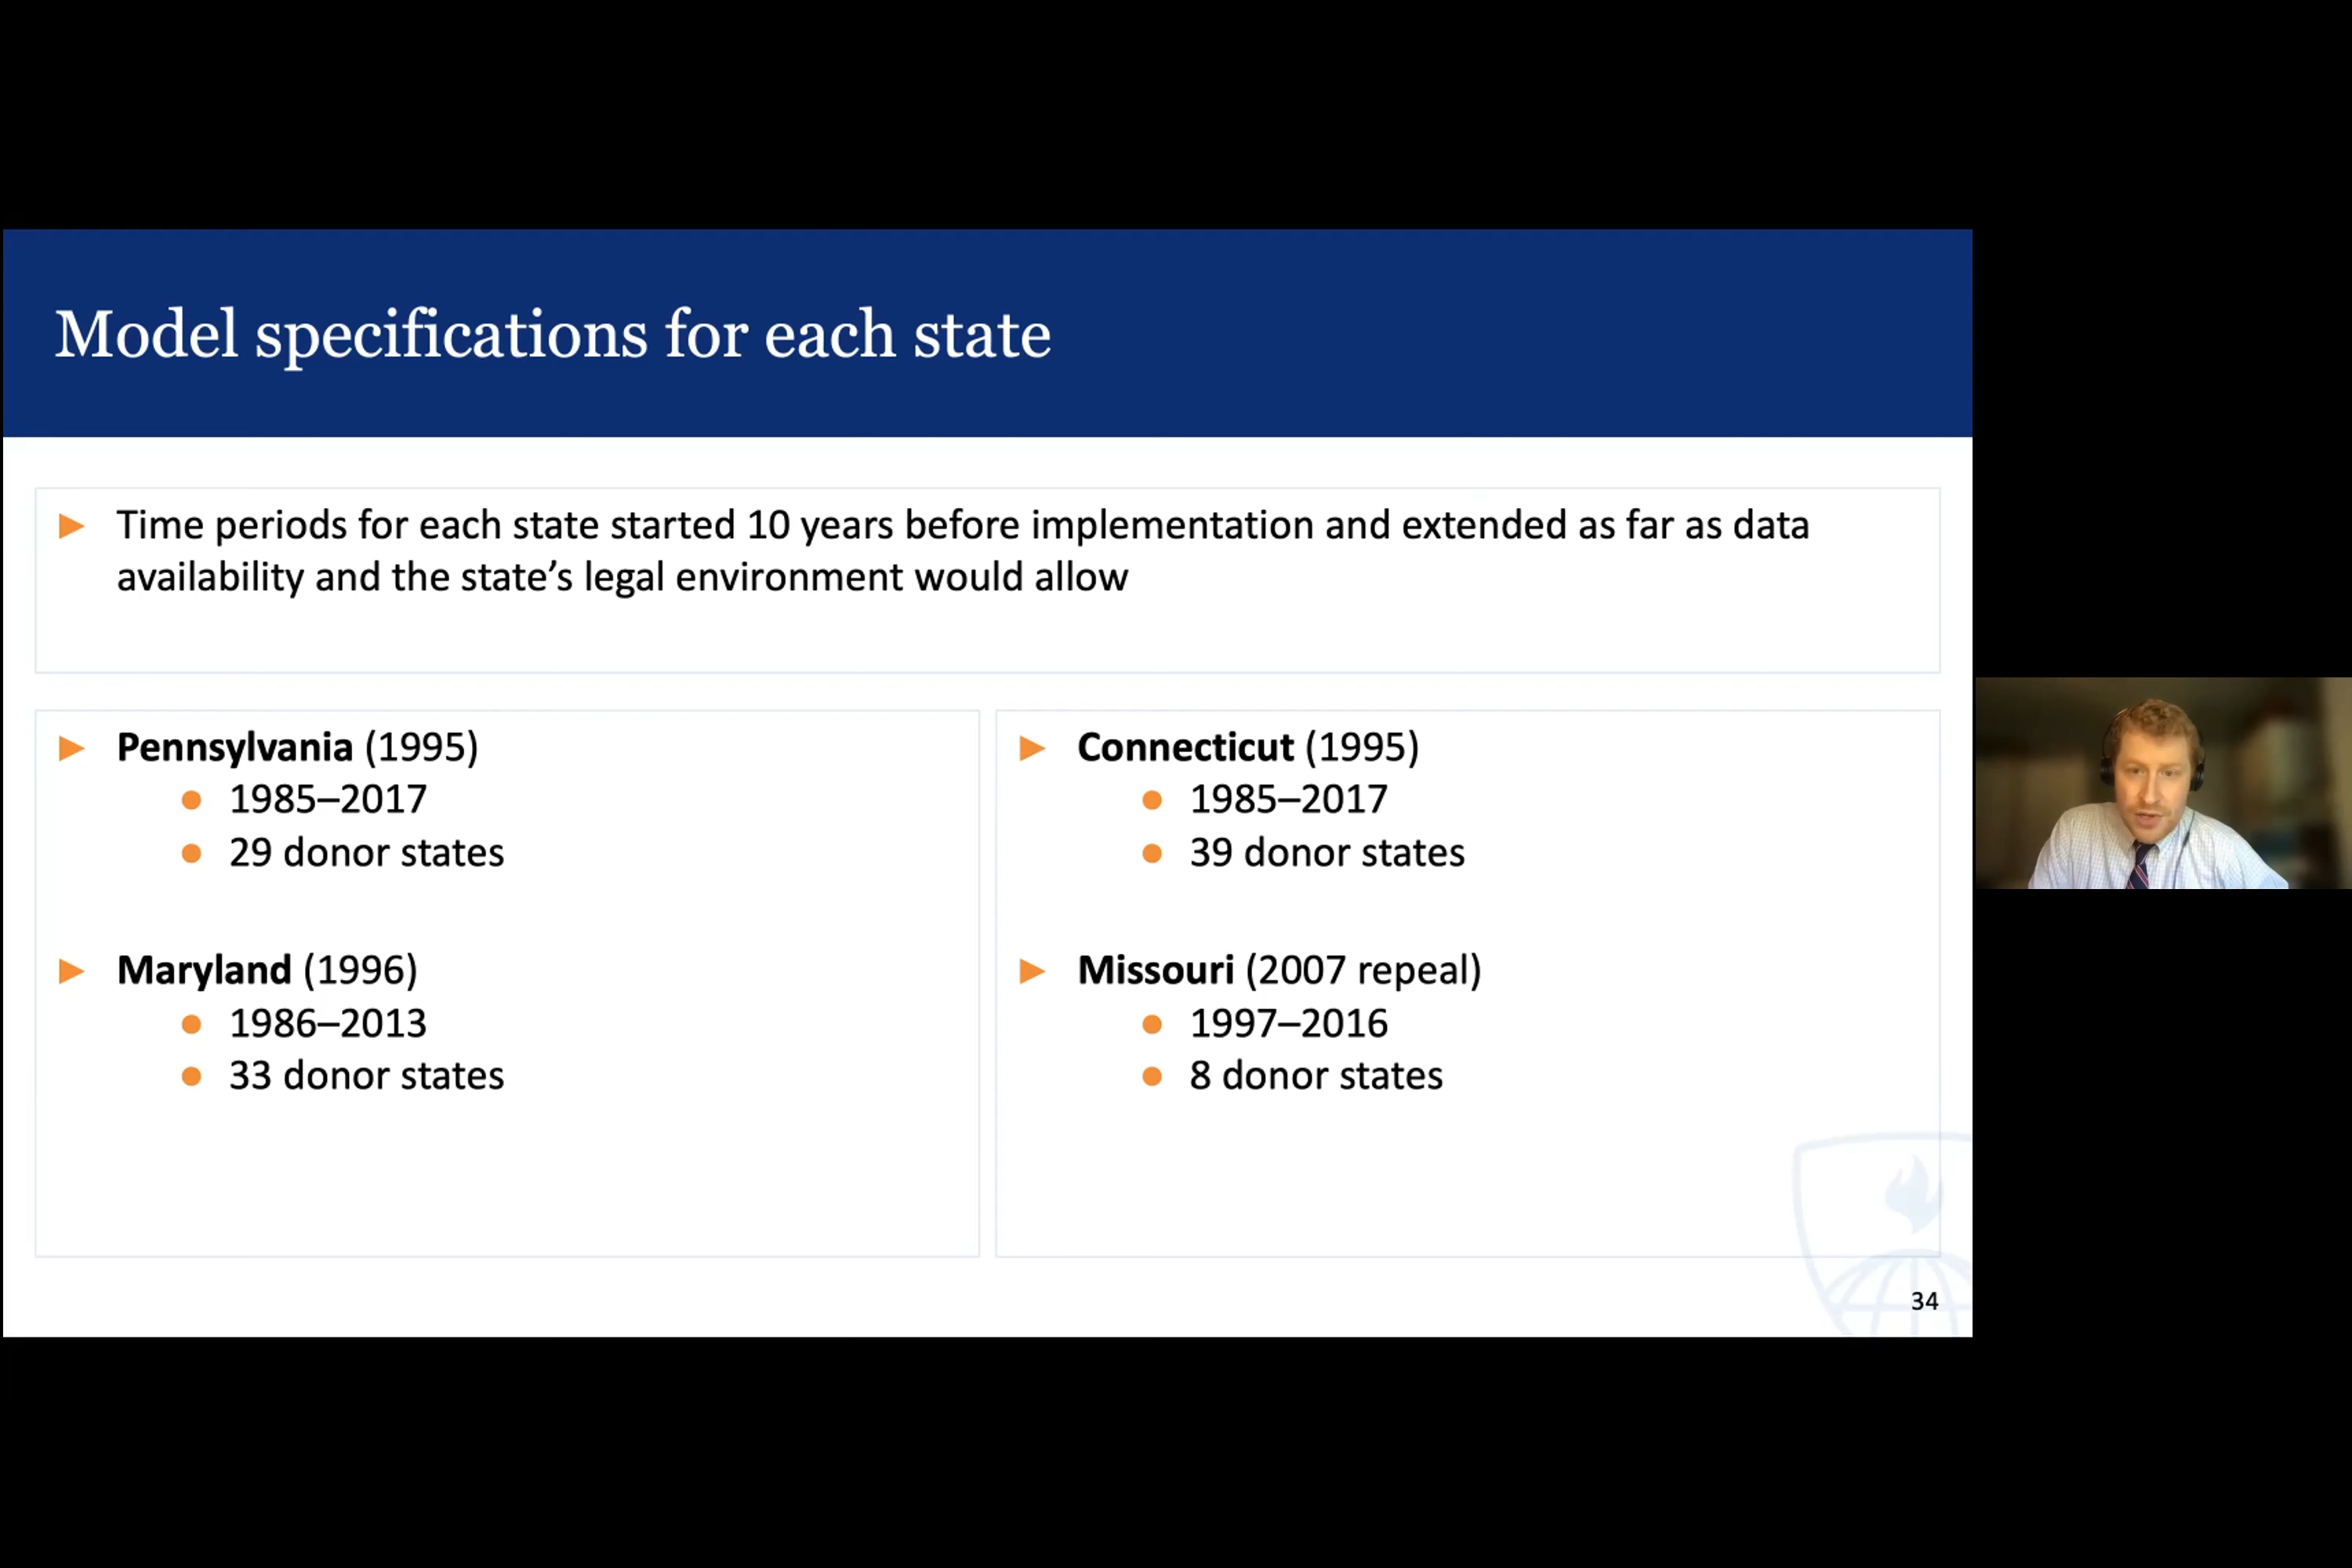 Model specifications for each state
Time periods for each state started 10 years before implementation and extended as far as data
availability and the state’s legal environment would allow
Pennsylvania (1995)
1985–2017
29 donor states
Maryland (1996)
1986–2013
33 donor states
Connecticut (1995)
1985–2017
39 donor states
Missouri (2007 repeal)
1997–2016
8 donor states
34